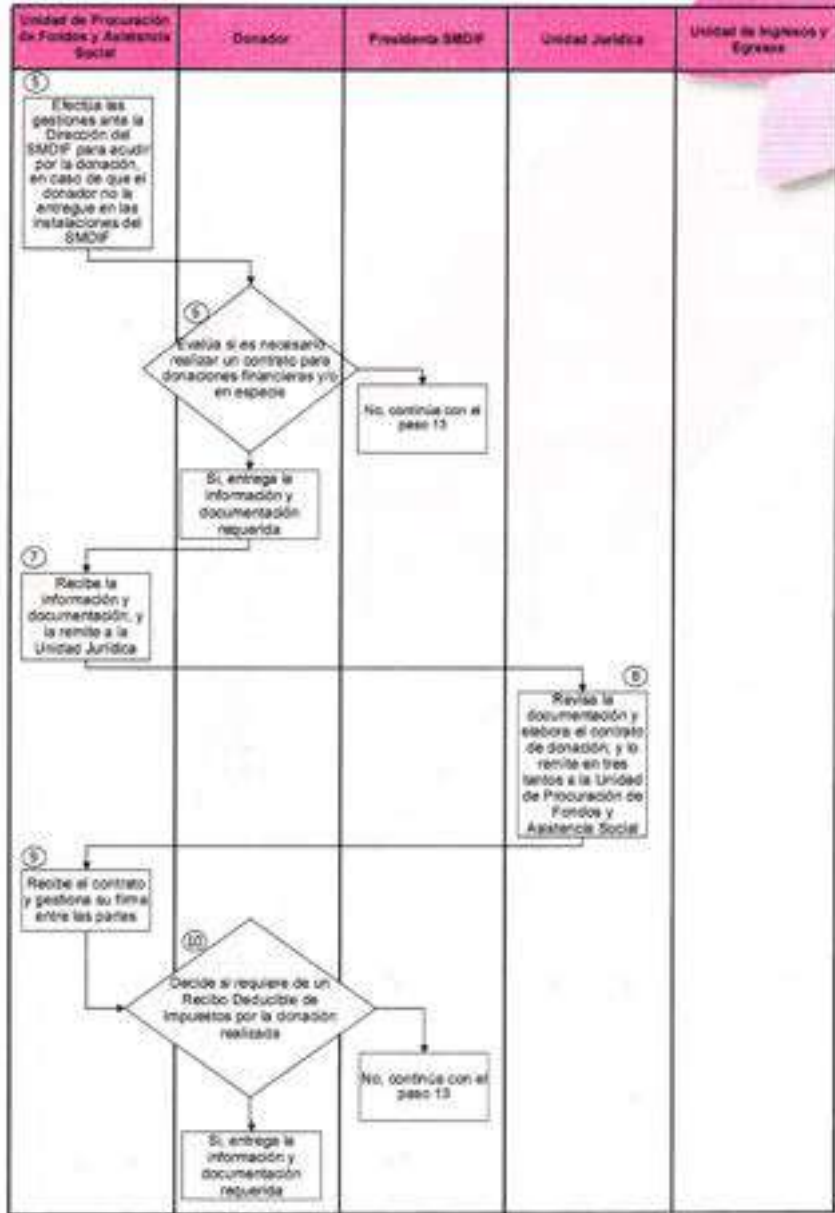 Unidad de Procuración
de Fondos y Asistencia
Social
Donador
Presidenta SMDIF
Unidad Jurídica
Unidad de Ingresos y
Egresos
5
Efectúa las
gestiones ante la
Dirección del
SMDIF para acudir
por la donación,
en caso de que el
donador no la
entregue en las
instalaciones del
SMDIF
6
Evalúa si es necesario
realizar un contrato para
donaciones financieras y/o
en especie
No, continúa con el
paso 13
Si, entrega la
información y
documentación
requerida
7
Recibe la
información y
documentación, y
la remite a la
Unidad Jurídica
8
Revisa la
documentación y
elabora el contrato
de donación, y lo
remite en tres
tantos a la Unidad
de Procuración de
Fondos y
Asistencia Social
9
Recibe el contrato
y gestiona su firma
entre las partes
10
Decide si requiere de un
Recibo Deducible de
Impuestos por la donación
realizada
No, continúa con el
paso 13
Si, entrega la
información y
documentación
requerida